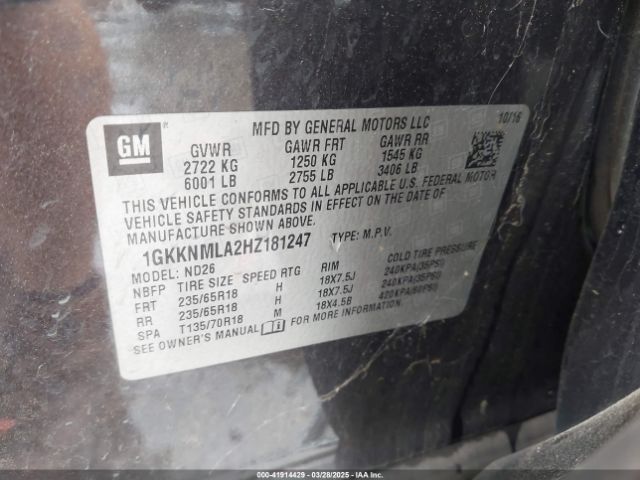 GM
MFD BY GENERAL MOTORS LLC 10/16
GVWR GAWR FRT GAWR RR
2722 KG 1250 KG 1545 KG
6001 LB 2755 LB 3406 LB
THIS VEHICLE CONFORMS TO ALL APPLICABLE U.S. FEDERAL MOTOR
VEHICLE SAFETY STANDARDS IN EFFECT ON THE DATE OF
MANUFACTURE SHOWN ABOVE.
1GKKNMLA2HZ181247 TYPE: M.P.V.
MODEL: ND26
NBFP TIRE SIZE SPEED RTG RIM COLD TIRE PRESSURE
FRT 235/65R18 H 18X7.5J 240KPA(35PSI)
RR 235/65R18 H 18X7.5J 240KPA(35PSI)
SPA T135/70R18 M 18X4.5B 420KPA(60PSI)
SEE OWNER'S MANUAL FOR MORE INFORMATION.
000-41914429 - 03/28/2025 - IAAI.COM